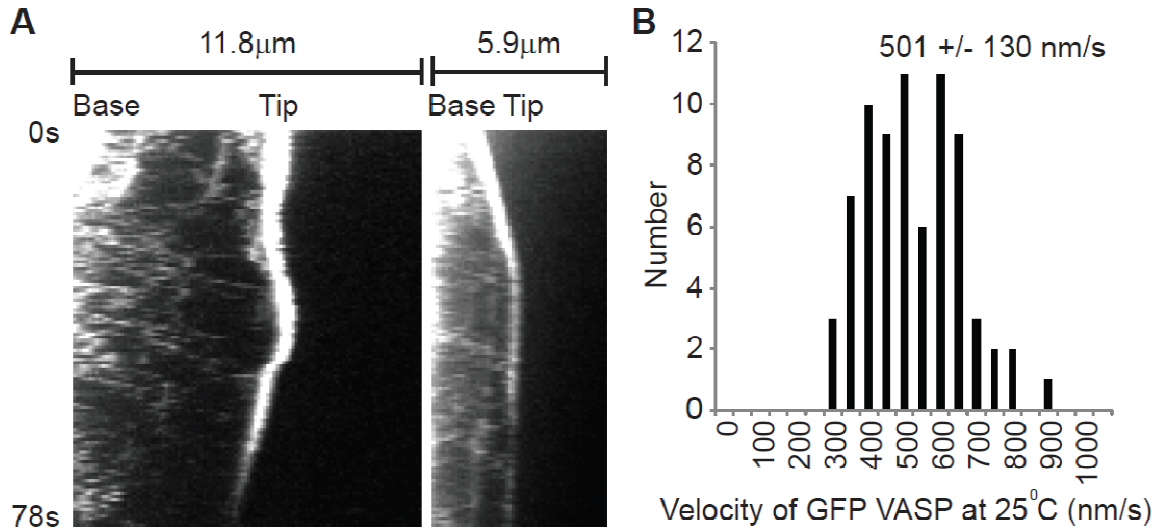 A
11.8μm
5.9μm
Base
Tip
Base Tip
0s
78s
B
501 +/- 130 nm/s
Number
12
10
8
6
4
2
0
0
100
200
300
400
500
600
700
800
900
1000
Velocity of GFP VASP at 25⁰C (nm/s)